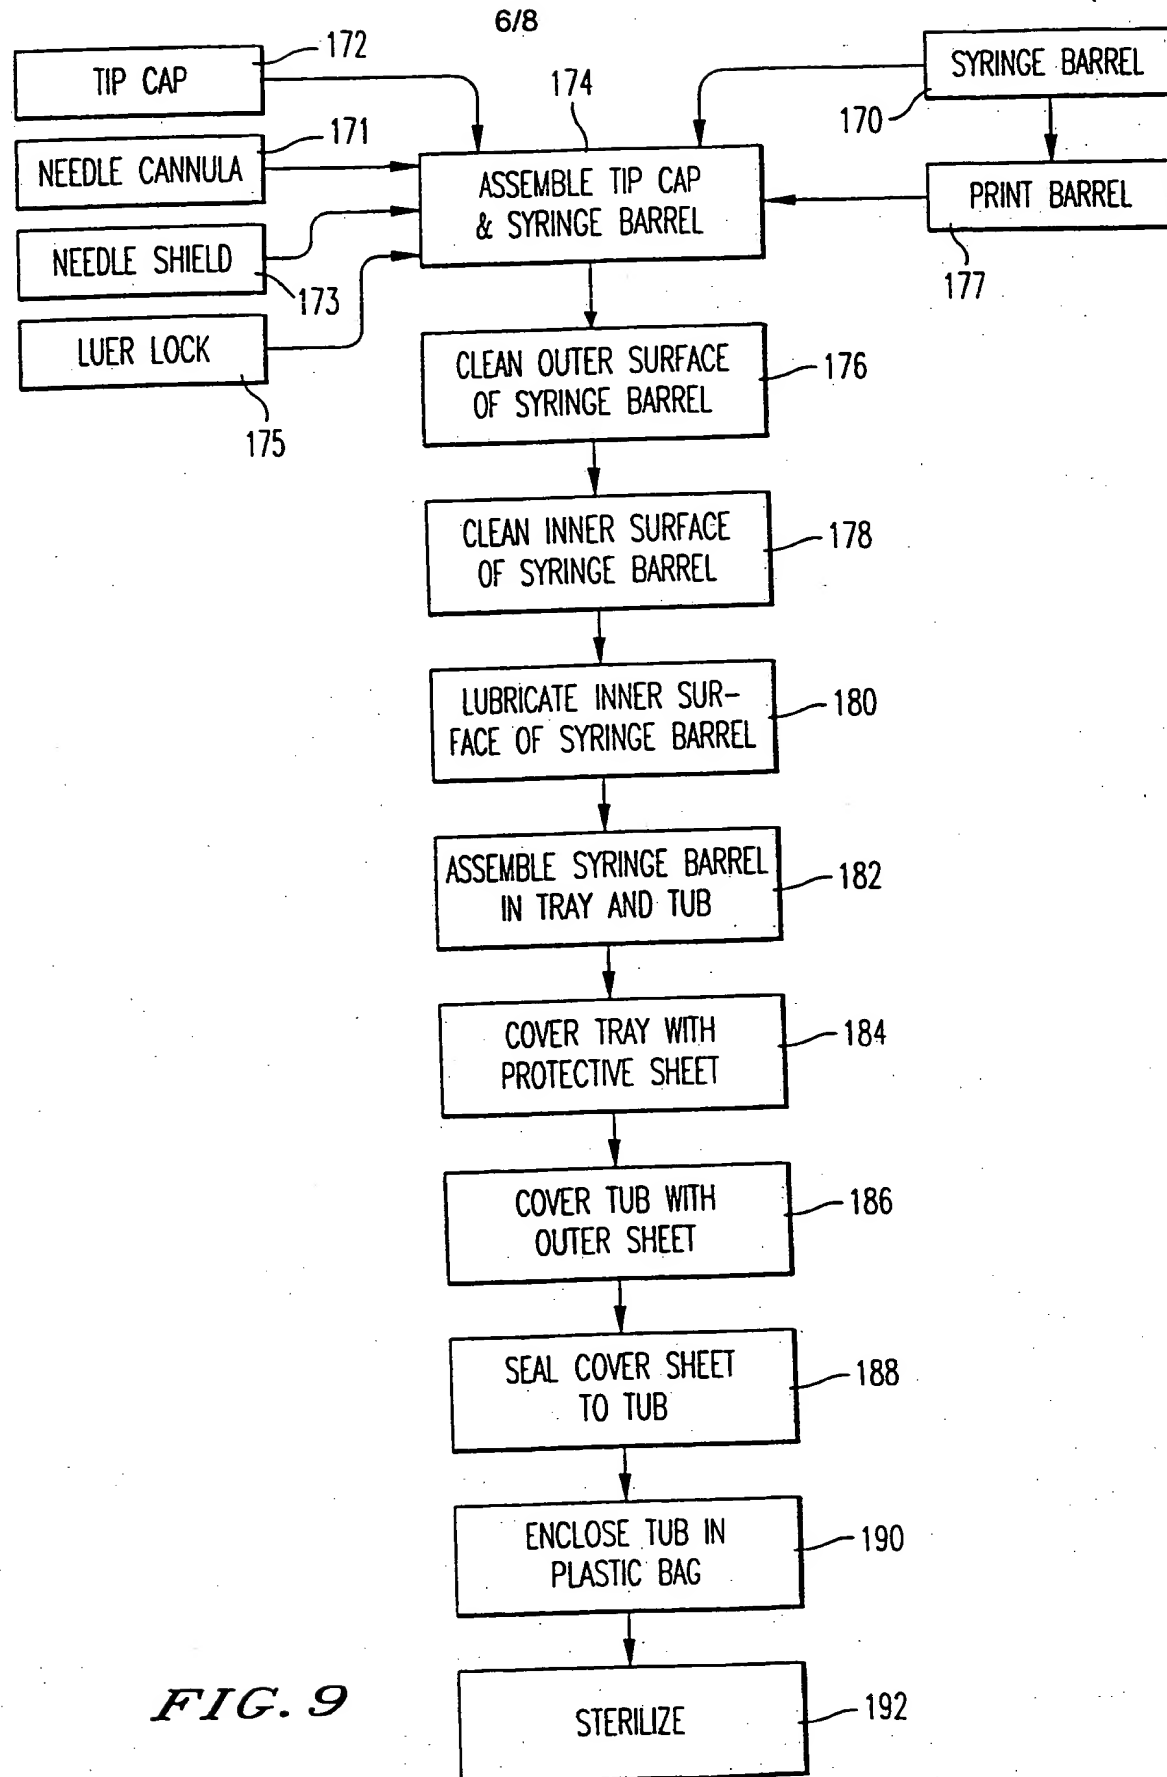 6/8
TIP CAP
172
NEEDLE CANNULA
171
NEEDLE SHIELD
173
LUER LOCK
175
SYRINGE BARREL
170
PRINT BARREL
177
174
ASSEMBLE TIP CAP
& SYRINGE BARREL
CLEAN OUTER SURFACE
OF SYRINGE BARREL
176
CLEAN INNER SURFACE
OF SYRINGE BARREL
178
LUBRICATE INNER SUR-
FACE OF SYRINGE BARREL
180
ASSEMBLE SYRINGE BARREL
IN TRAY AND TUB
182
COVER TRAY WITH
PROTECTIVE SHEET
184
COVER TUB WITH
OUTER SHEET
186
SEAL COVER SHEET
TO TUB
188
ENCLOSE TUB IN
PLASTIC BAG
190
STERILIZE
192
FIG. 9